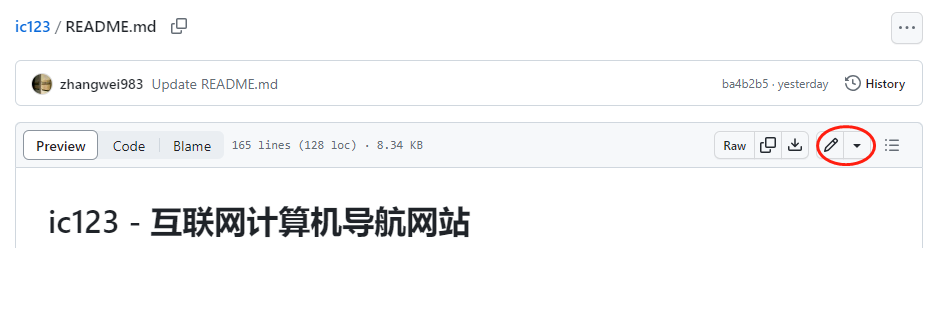 ic123 / README.md
zhangwei983 Update README.md ba4b2b5 · yesterday History
Preview Code Blame 165 lines (128 loc) · 8.34 KB Raw
ic123 - 互联网计算机导航网站